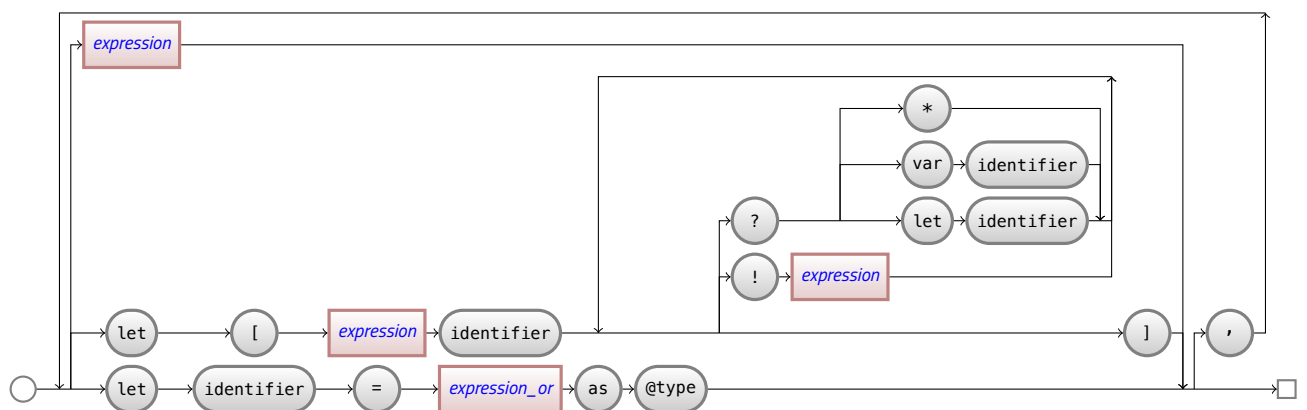 expression
*
var identifier
? let identifier
! expression
let [ expression identifier ] ,
let identifier = expression_or as @type